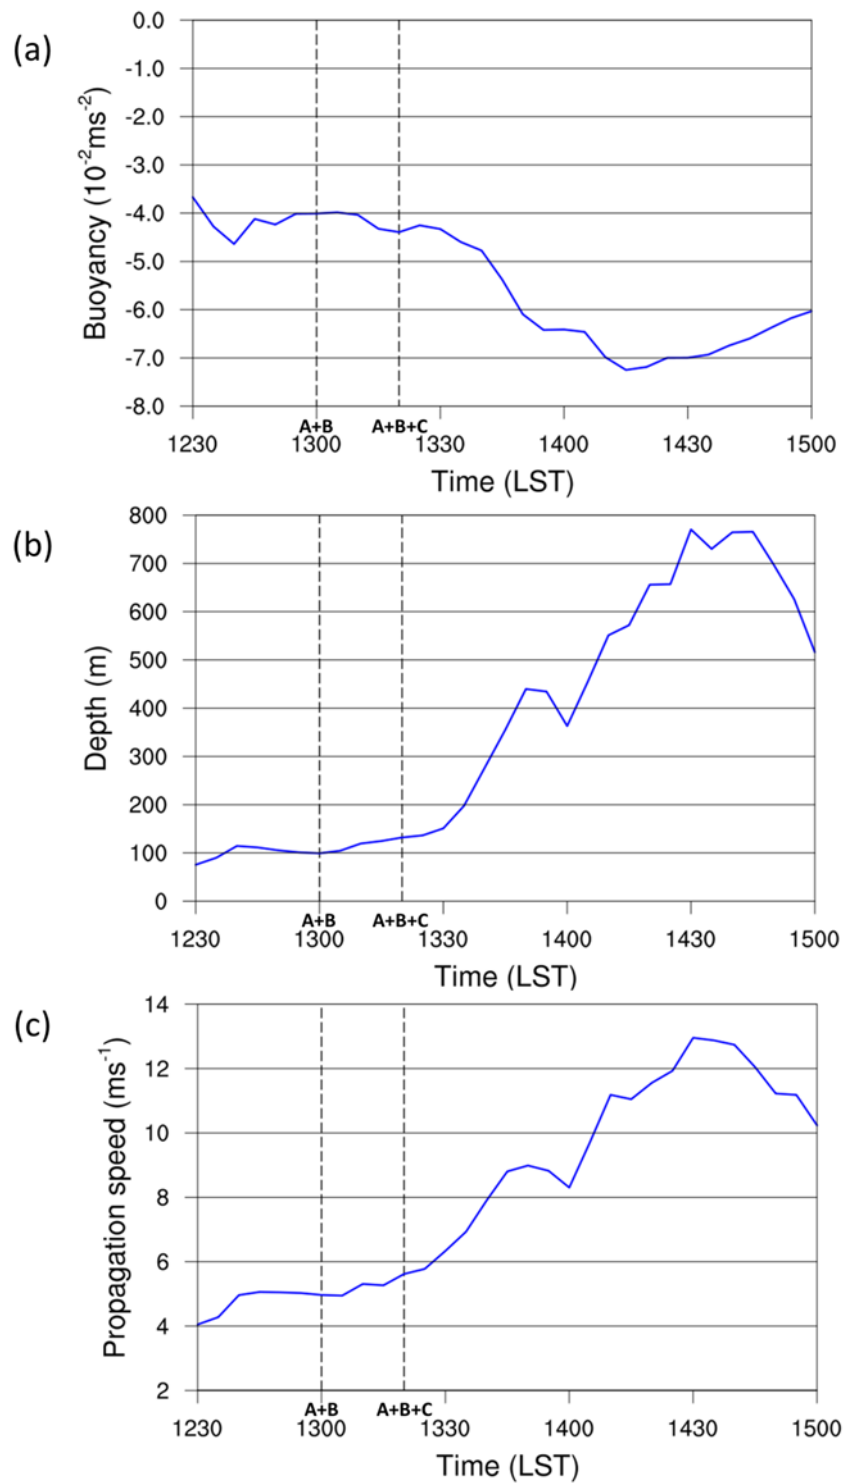 (a)
Buoyancy (10⁻²ms⁻²)
0.0
-1.0
-2.0
-3.0
-4.0
-5.0
-6.0
-7.0
-8.0
A+B A+B+C
1230 1300 1330 1400 1430 1500
Time (LST)
(b)
Depth (m)
800
700
600
500
400
300
200
100
0
A+B A+B+C
1230 1300 1330 1400 1430 1500
Time (LST)
(c)
Propagation speed (ms⁻¹)
14
12
10
8
6
4
2
A+B A+B+C
1230 1300 1330 1400 1430 1500
Time (LST)